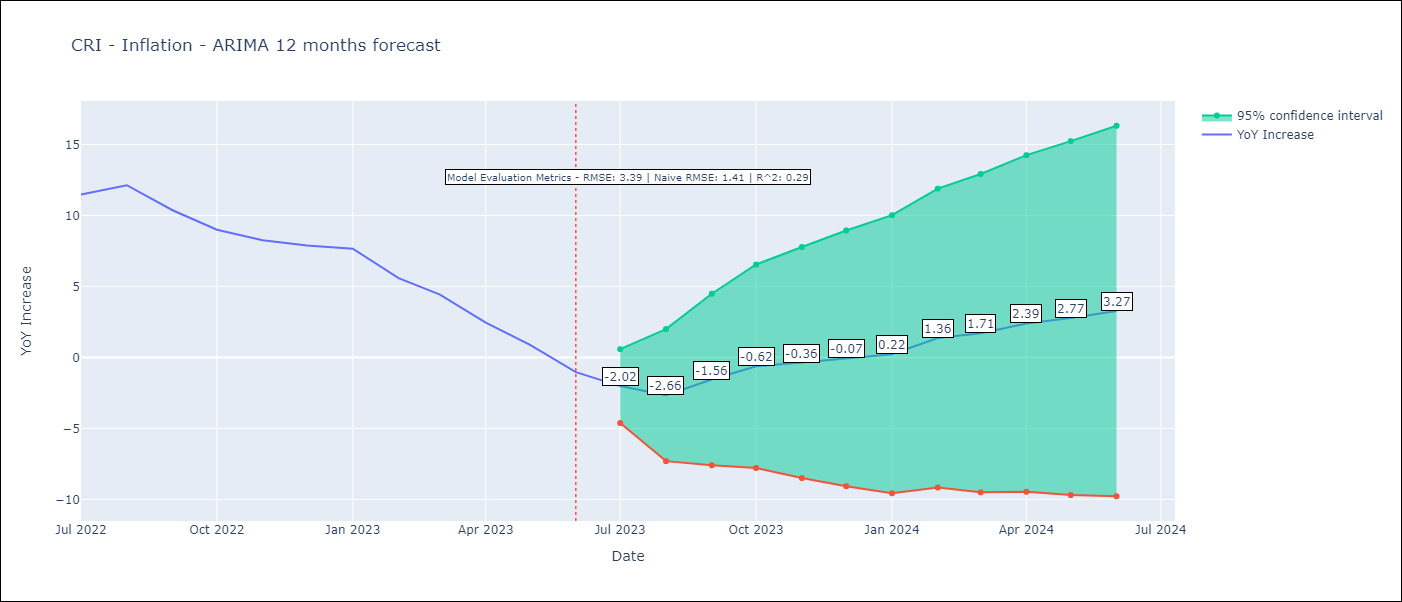 CRI - Inflation - ARIMA 12 months forecast
95% confidence interval
YoY Increase
Model Evaluation Metrics - RMSE: 3.39 | Naive RMSE: 1.41 | R^2: 0.29
YoY Increase
15
10
5
0
−5
−10
-2.02
-2.66
-1.56
-0.62
-0.36
-0.07
0.22
1.36
1.71
2.39
2.77
3.27
Jul 2022
Oct 2022
Jan 2023
Apr 2023
Jul 2023
Oct 2023
Jan 2024
Apr 2024
Jul 2024
Date